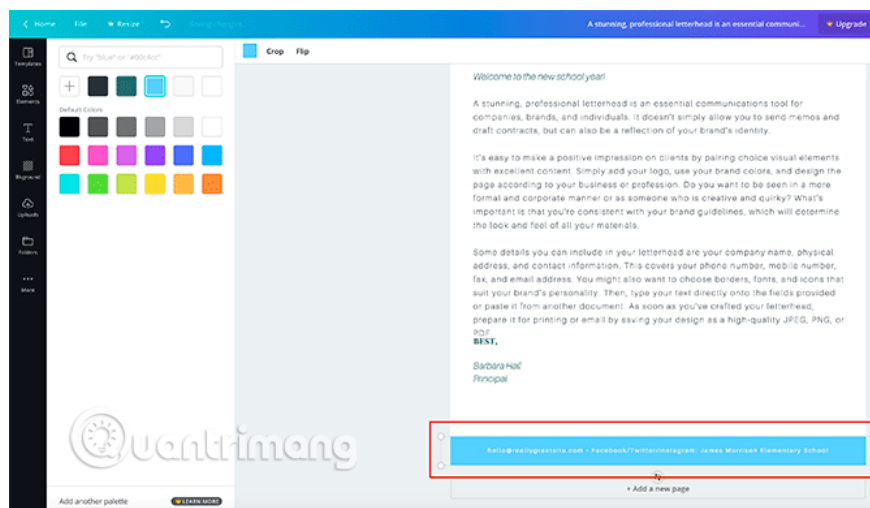 Home File Resize Saving changes... A stunning, professional letterhead is an essential communi... Upgrade
Templates
Elements
Text
Bkground
Uploads
Folders
More
Try "blue" or "#00c4cc"
Default Colors
Add another palette LEARN MORE
Crop Flip
Welcome to the new school year!
A stunning, professional letterhead is an essential communications tool for
companies, brands, and individuals. It doesn't simply allow you to send memos and
draft contracts, but can also be a reflection of your brand's identity.
It's easy to make a positive impression on clients by pairing choice visual elements
with excellent content. Simply add your logo, use your brand colors, and design the
page according to your business or profession. Do you want to be seen in a more
formal and corporate manner or as someone who is creative and quirky? What's
important is that you're consistent with your brand guidelines, which will determine
the look and feel of all your materials.
Some details you can include in your letterhead are your company name, physical
address, and contact information. This covers your phone number, mobile number,
fax, and email address. You might also want to choose borders, fonts, and icons that
suit your brand's personality. Then, type your text directly onto the fields provided
or paste it from another document. As soon as you've crafted your letterhead,
prepare it for printing or email by saving your design as a high-quality JPEG, PNG, or
PDF.
BEST,
Barbara Hall
Principal
Quantrimang
hello@reallygreatsite.com • Facebook/Twitter/Instagram: James Morrison Elementary School
+ Add a new page